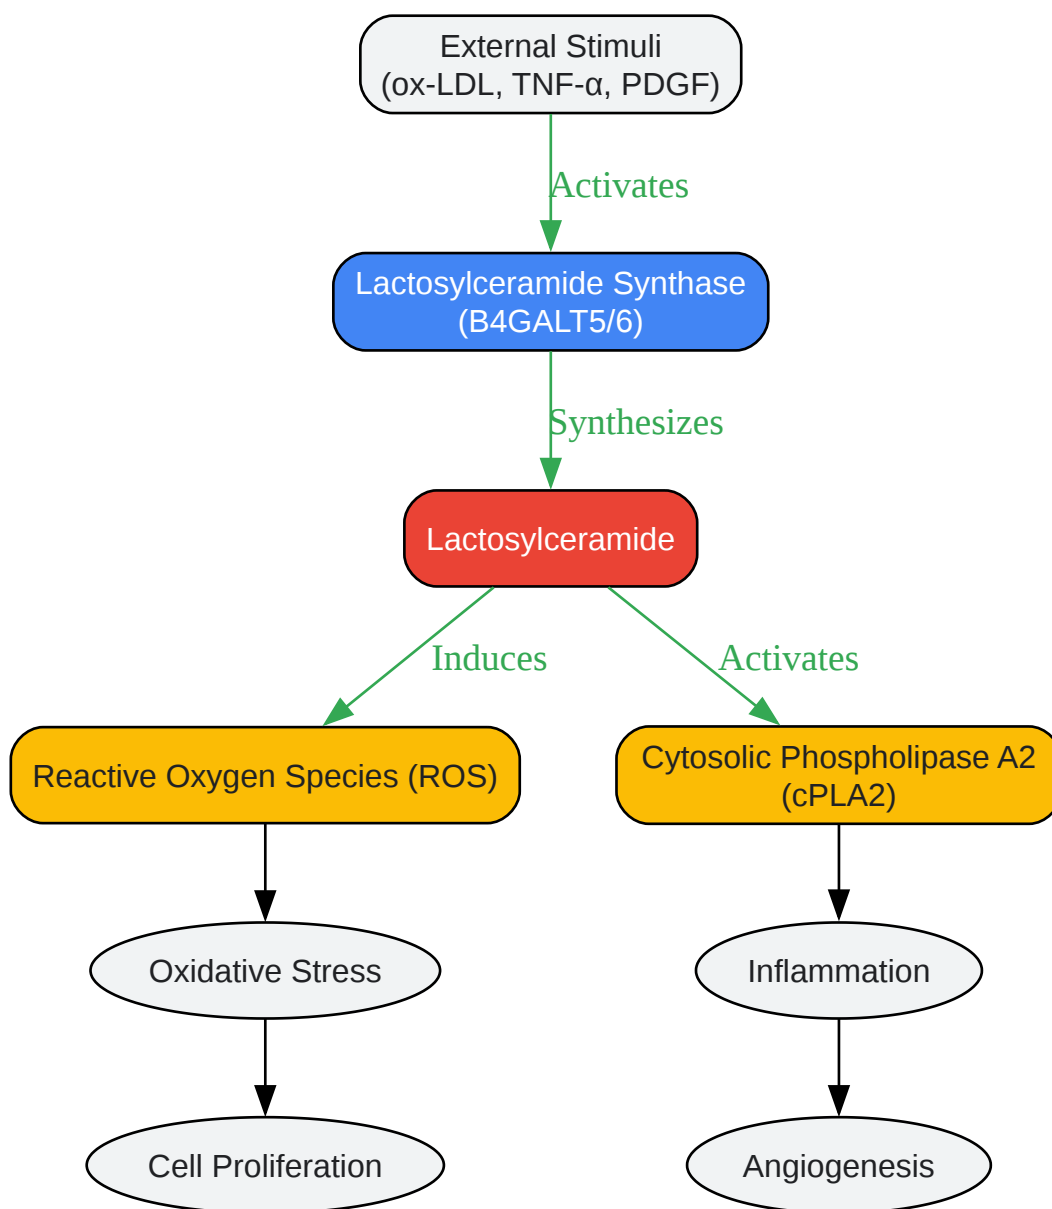 External Stimuli
(ox-LDL, TNF-α, PDGF)
Activates
Lactosylceramide Synthase
(B4GALT5/6)
Synthesizes
Lactosylceramide
Induces
Activates
Reactive Oxygen Species (ROS)
Cytosolic Phospholipase A2
(cPLA2)
Oxidative Stress
Inflammation
Cell Proliferation
Angiogenesis